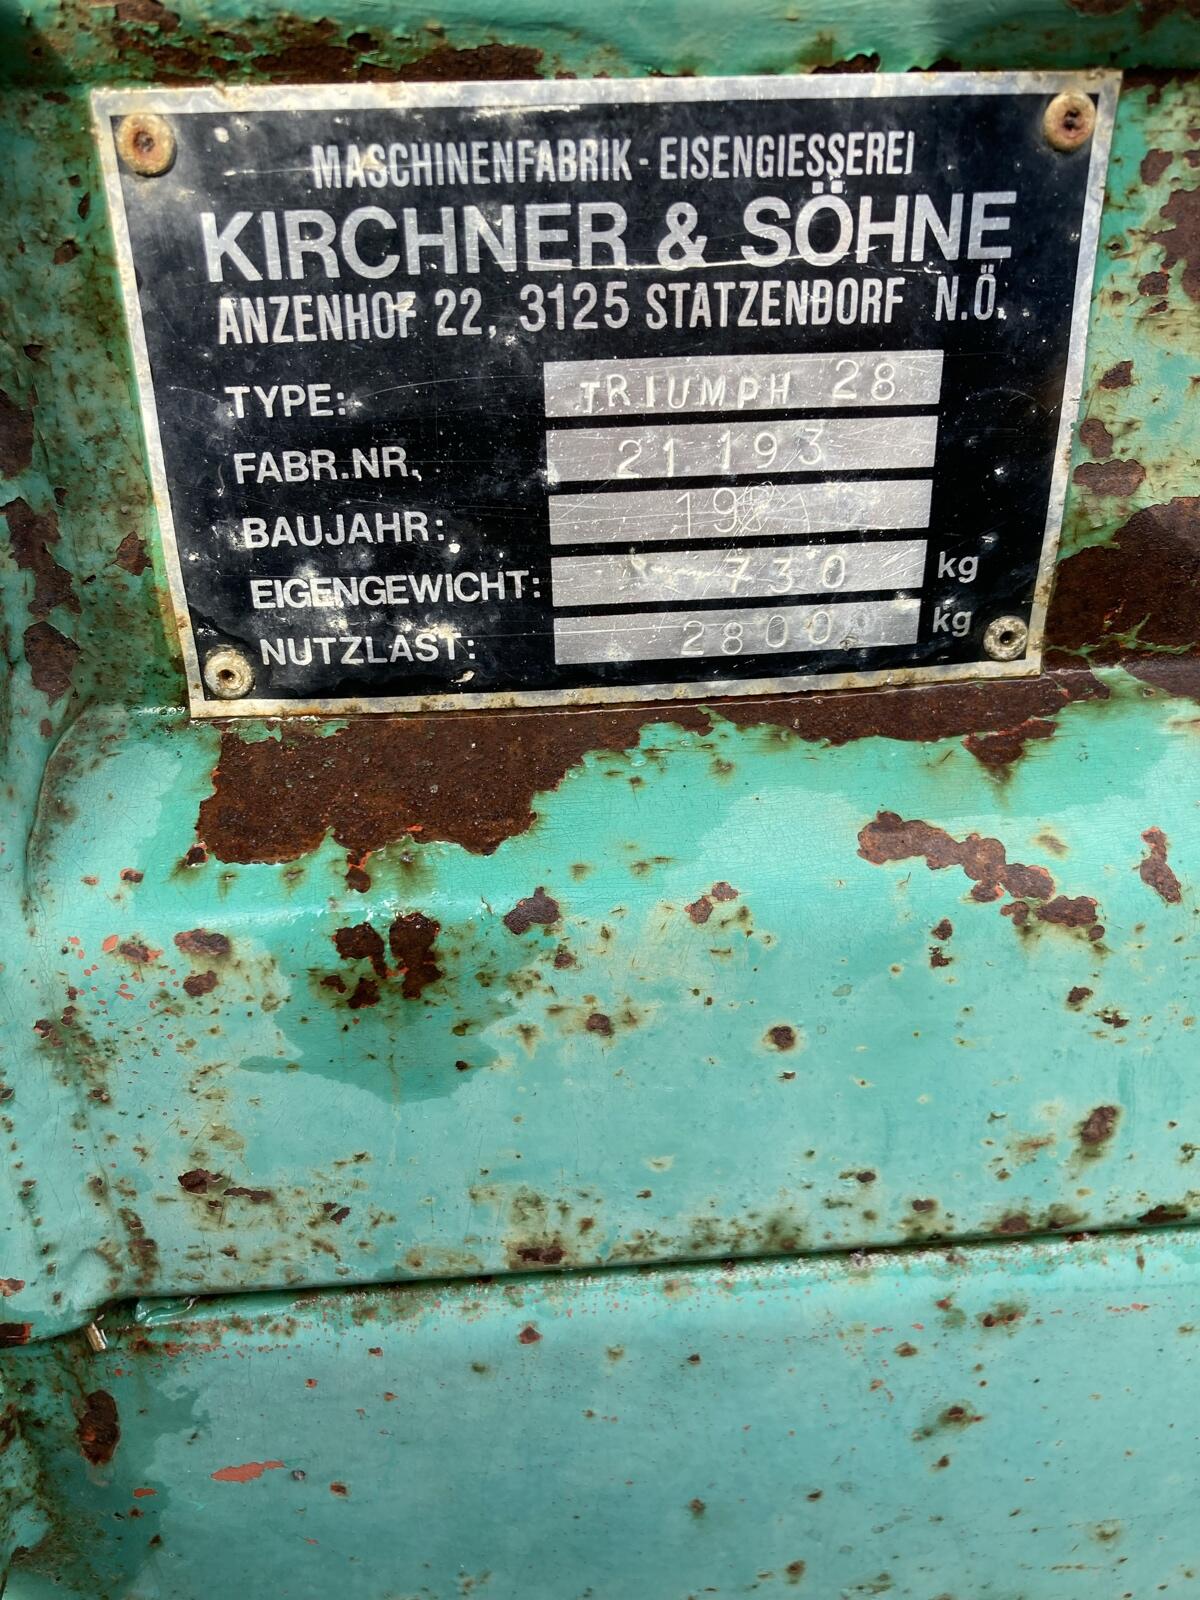 MASCHINENFABRIK - EISENGIESSEREI
KIRCHNER & SÖHNE
ANZENHOF 22, 3125 STATZENDORF N.Ö.
TYPE: TRIUMPH 28
FABR.NR. 21.193
BAUJAHR:
EIGENGEWICHT: 730 kg
NUTZLAST: 2800 kg